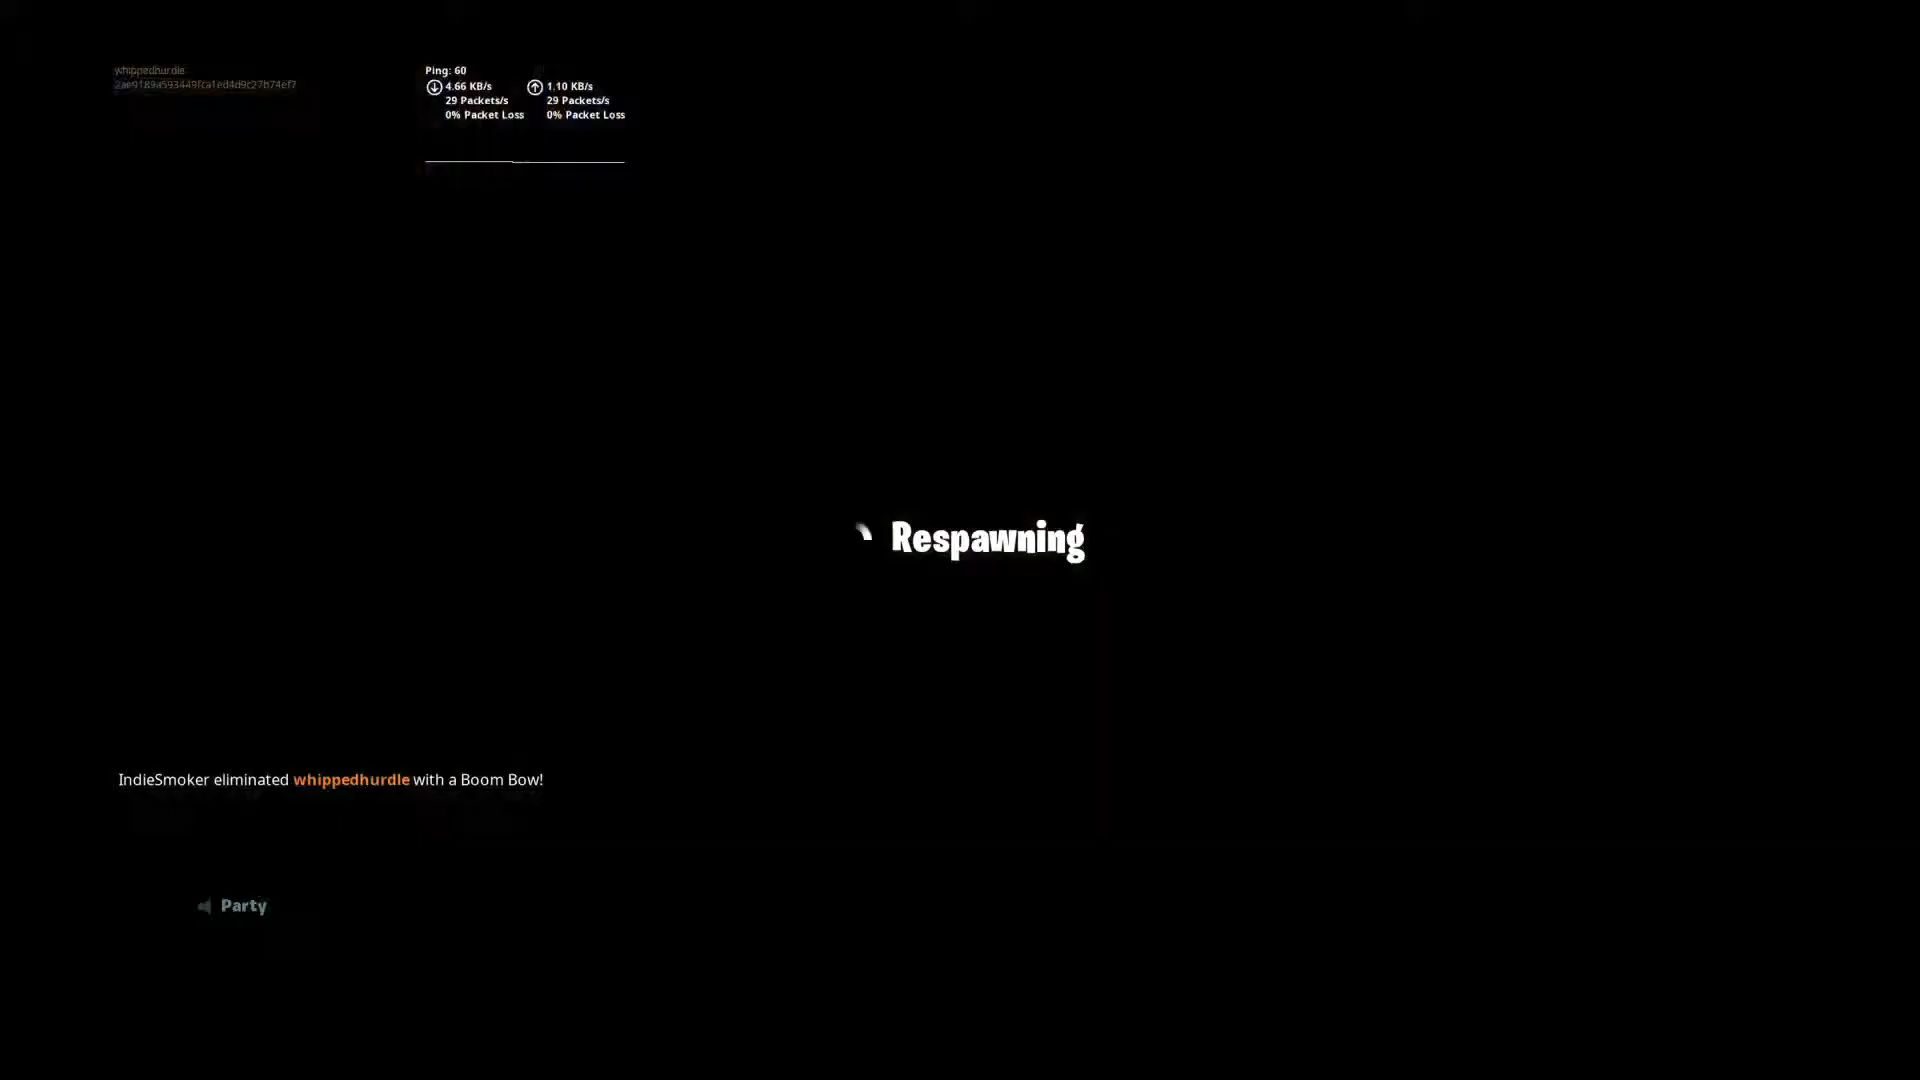 whippedhurdle
Ping: 60
4.66 KB/s 1.10 KB/s
29 Packets/s 29 Packets/s
0% Packet Loss 0% Packet Loss
Respawning
IndieSmoker eliminated whippedhurdle with a Boom Bow!
Party